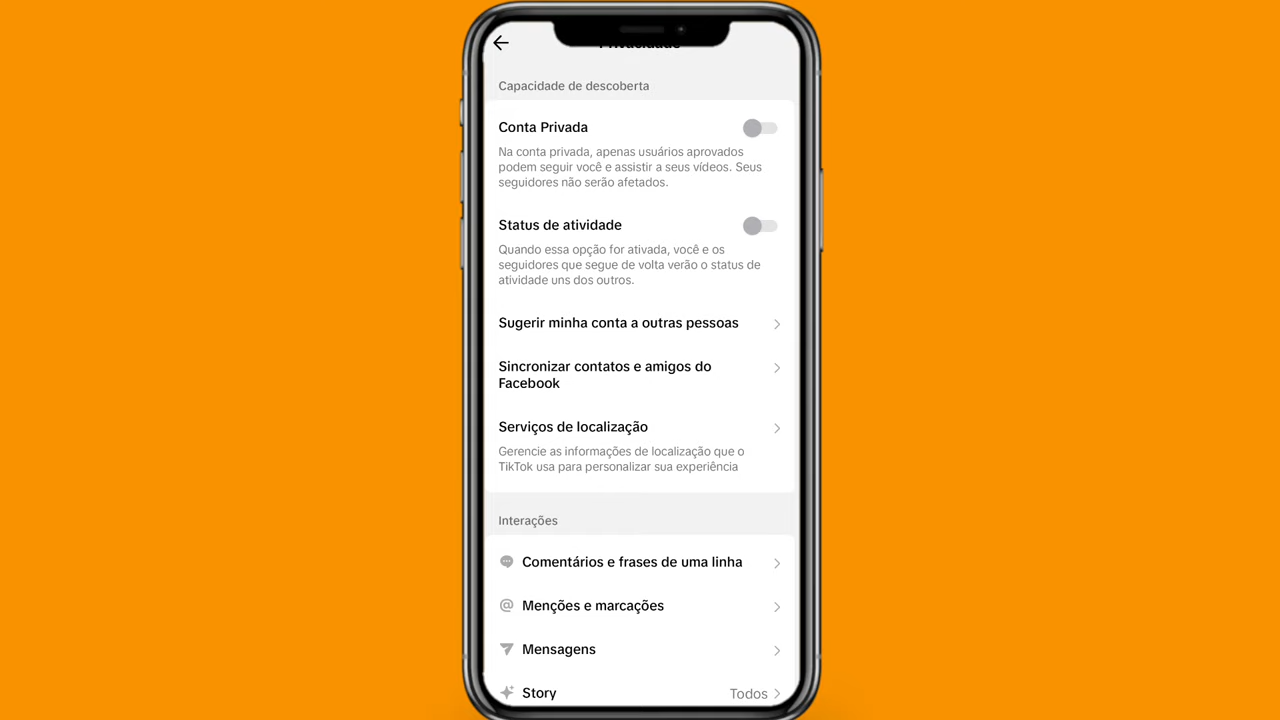 Capacidade de descoberta
Conta Privada
Na conta privada, apenas usuários aprovados
podem seguir você e assistir a seus vídeos. Seus
seguidores não serão afetados.
Status de atividade
Quando essa opção for ativada, você e os
seguidores que segue de volta verão o status de
atividade uns dos outros.
Sugerir minha conta a outras pessoas
Sincronizar contatos e amigos do
Facebook
Serviços de localização
Gerencie as informações de localização que o
TikTok usa para personalizar sua experiência
Interações
Comentários e frases de uma linha
Menções e marcações
Mensagens
Story Todos